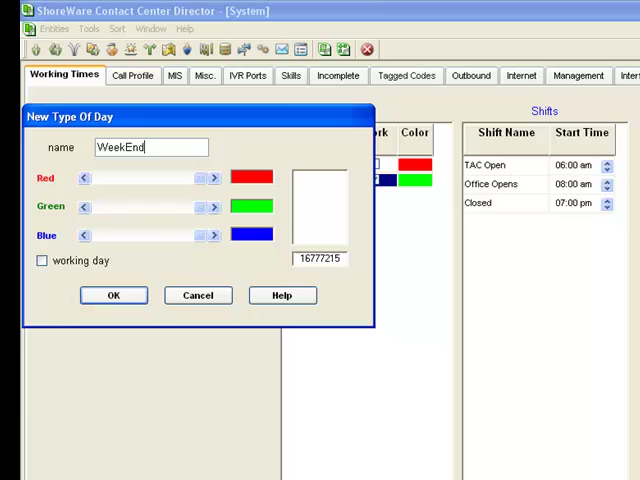 ShoreWare Contact Center Director - [System]
Entities Tools Sort Window Help
Working Times Call Profile MIS Misc. IVR Ports Skills Incomplete Tagged Codes Outbound Internet Management Interf
New Type Of Day
Shifts
name WeekEnd
ork Color Shift Name Start Time
TAC Open 06:00 am
Red
Office Opens 08:00 am
Green
Closed 07:00 pm
Blue
working day 16777215
OK Cancel Help